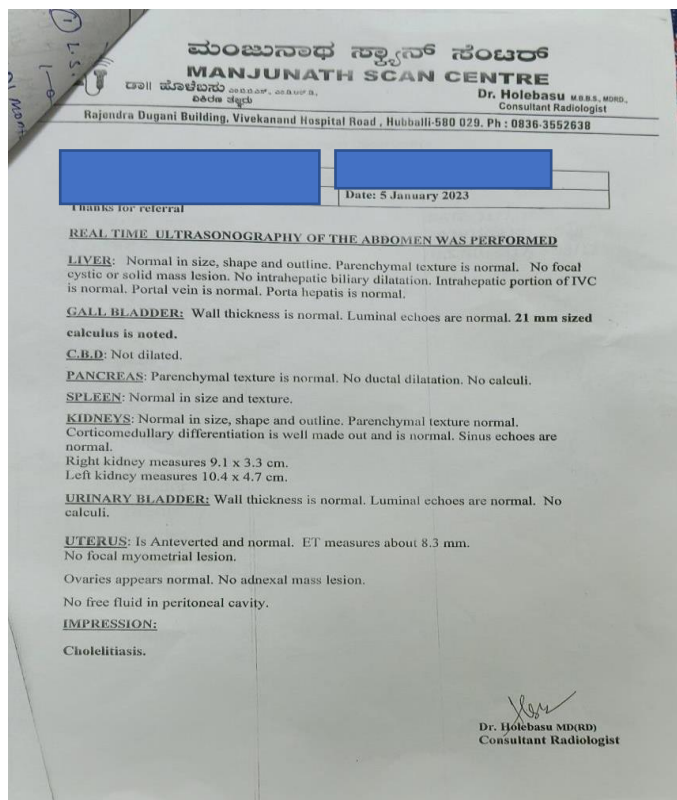 1 L.S.
1-0
ಮಂಜುನಾಥ ಸ್ಕ್ಯಾನ್ ಸೆಂಟರ್
MANJUNATH SCAN CENTRE
ಡಾ|| ಹೊಳೆಬಸು
Dr. Holebasu M.B.B.S., MDRD.,
Consultant Radiologist
Rajendra Dugani Building, Vivekanand Hospital Road , Hubballi-580 029. Ph : 0836-3552638
Date: 5 January 2023
Thanks for referral
REAL TIME ULTRASONOGRAPHY OF THE ABDOMEN WAS PERFORMED
LIVER: Normal in size, shape and outline. Parenchymal texture is normal. No focal
cystic or solid mass lesion. No intrahepatic biliary dilatation. Intrahepatic portion of IVC
is normal. Portal vein is normal. Porta hepatis is normal.
GALL BLADDER: Wall thickness is normal. Luminal echoes are normal. 21 mm sized
calculus is noted.
C.B.D: Not dilated.
PANCREAS: Parenchymal texture is normal. No ductal dilatation. No calculi.
SPLEEN: Normal in size and texture.
KIDNEYS: Normal in size, shape and outline. Parenchymal texture normal.
Corticomedullary differentiation is well made out and is normal. Sinus echoes are
normal.
Right kidney measures 9.1 x 3.3 cm.
Left kidney measures 10.4 x 4.7 cm.
URINARY BLADDER: Wall thickness is normal. Luminal echoes are normal. No
calculi.
UTERUS: Is Anteverted and normal. ET measures about 8.3 mm.
No focal myometrial lesion.
Ovaries appears normal. No adnexal mass lesion.
No free fluid in peritoneal cavity.
IMPRESSION:
Cholelitiasis.
Dr. Holebasu MD(RD)
Consultant Radiologist